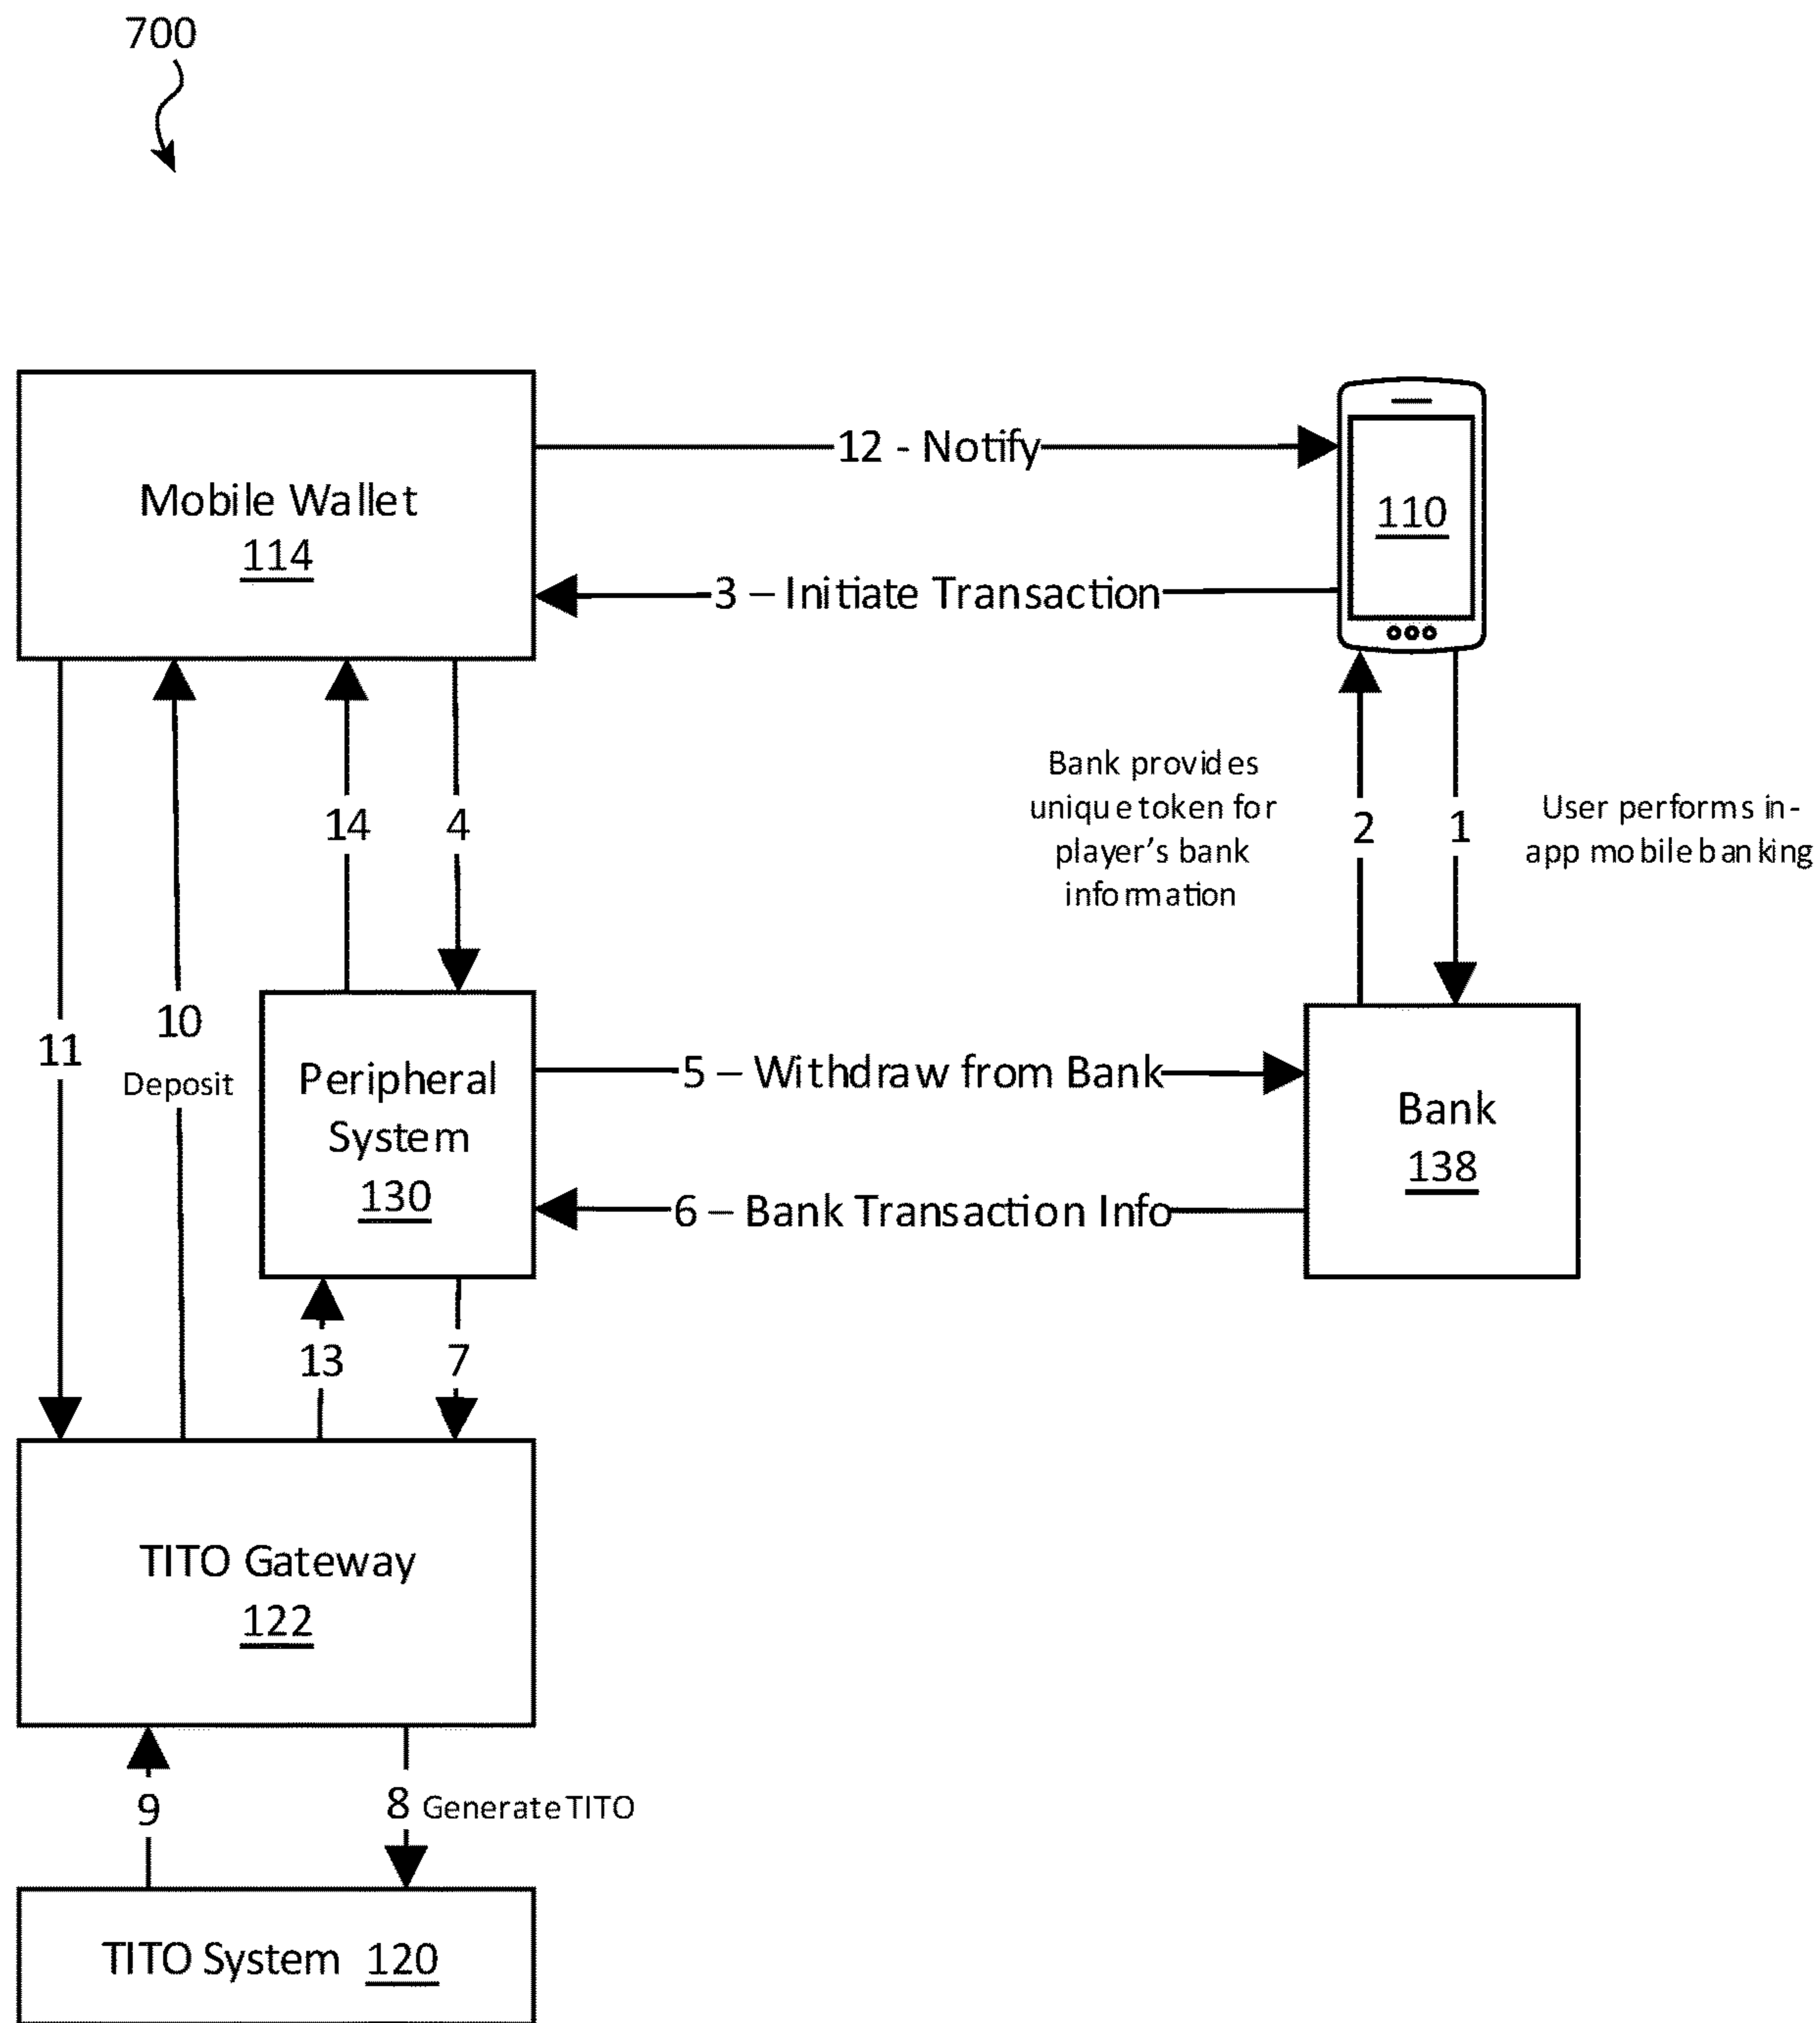 700
Mobile Wallet
114
12 - Notify
110
3 – Initiate Transaction
14
4
Bank provides
unique token for
player's bank
information
2
1
User performs in-
app mobile banking
11
10
Deposit
Peripheral
System
130
5 – Withdraw from Bank
6 – Bank Transaction Info
Bank
138
13
7
TITO Gateway
122
9
8 Generate TITO
TITO System 120